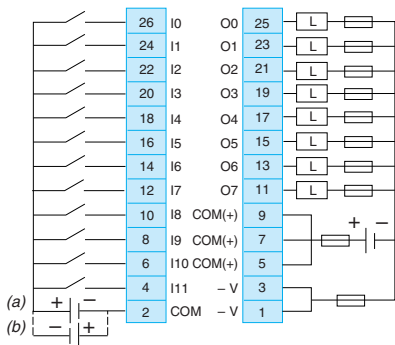 26 I0 O0 25 L
24 I1 O1 23 L
22 I2 O2 21 L
20 I3 O3 19 L
18 I4 O4 17 L
16 I5 O5 15 L
14 I6 O6 13 L
12 I7 O7 11 L
10 I8 COM(+) 9
+ −
8 I9 COM(+) 7
6 I10 COM(+) 5
4 I11 – V 3
(a) + −
2 COM – V 1
(b) − +